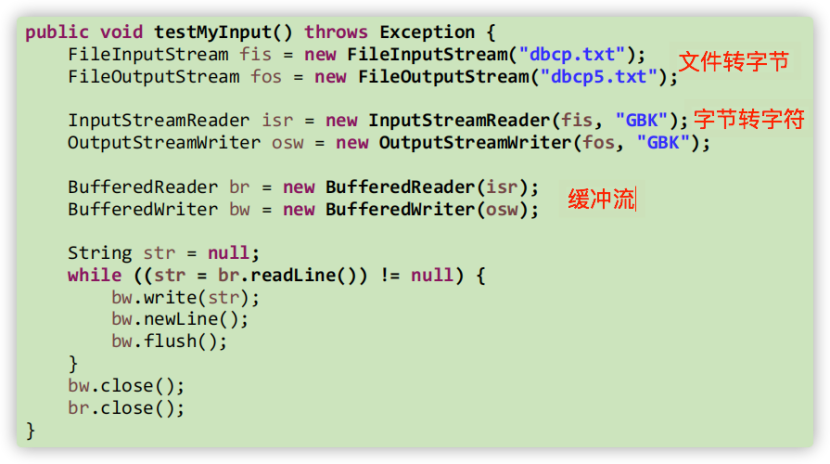 public void testMyInput() throws Exception {
FileInputStream fis = new FileInputStream("dbcp.txt");
FileOutputStream fos = new FileOutputStream("dbcp5.txt");
文件转字节
InputStreamReader isr = new InputStreamReader(fis, "GBK");
字节转字符
OutputStreamWriter osw = new OutputStreamWriter(fos, "GBK");
BufferedReader br = new BufferedReader(isr);
BufferedWriter bw = new BufferedWriter(osw);
缓冲流
String str = null;
while ((str = br.readLine()) != null) {
bw.write(str);
bw.newLine();
bw.flush();
}
bw.close();
br.close();
}